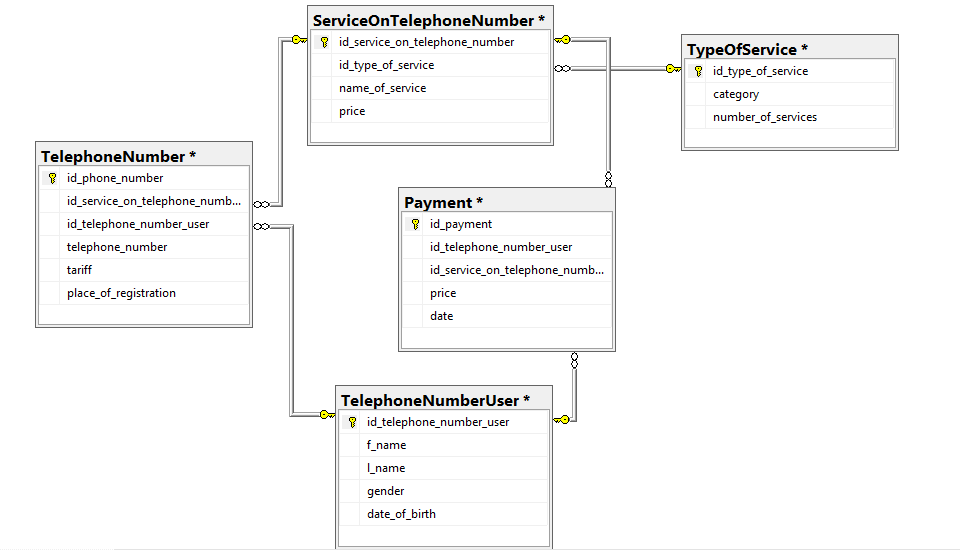 ServiceOnTelephoneNumber *
id_service_on_telephone_number
id_type_of_service
name_of_service
price
TypeOfService *
id_type_of_service
category
number_of_services
TelephoneNumber *
id_phone_number
id_service_on_telephone_numb...
id_telephone_number_user
telephone_number
tariff
place_of_registration
Payment *
id_payment
id_telephone_number_user
id_service_on_telephone_numb...
price
date
TelephoneNumberUser *
id_telephone_number_user
f_name
l_name
gender
date_of_birth